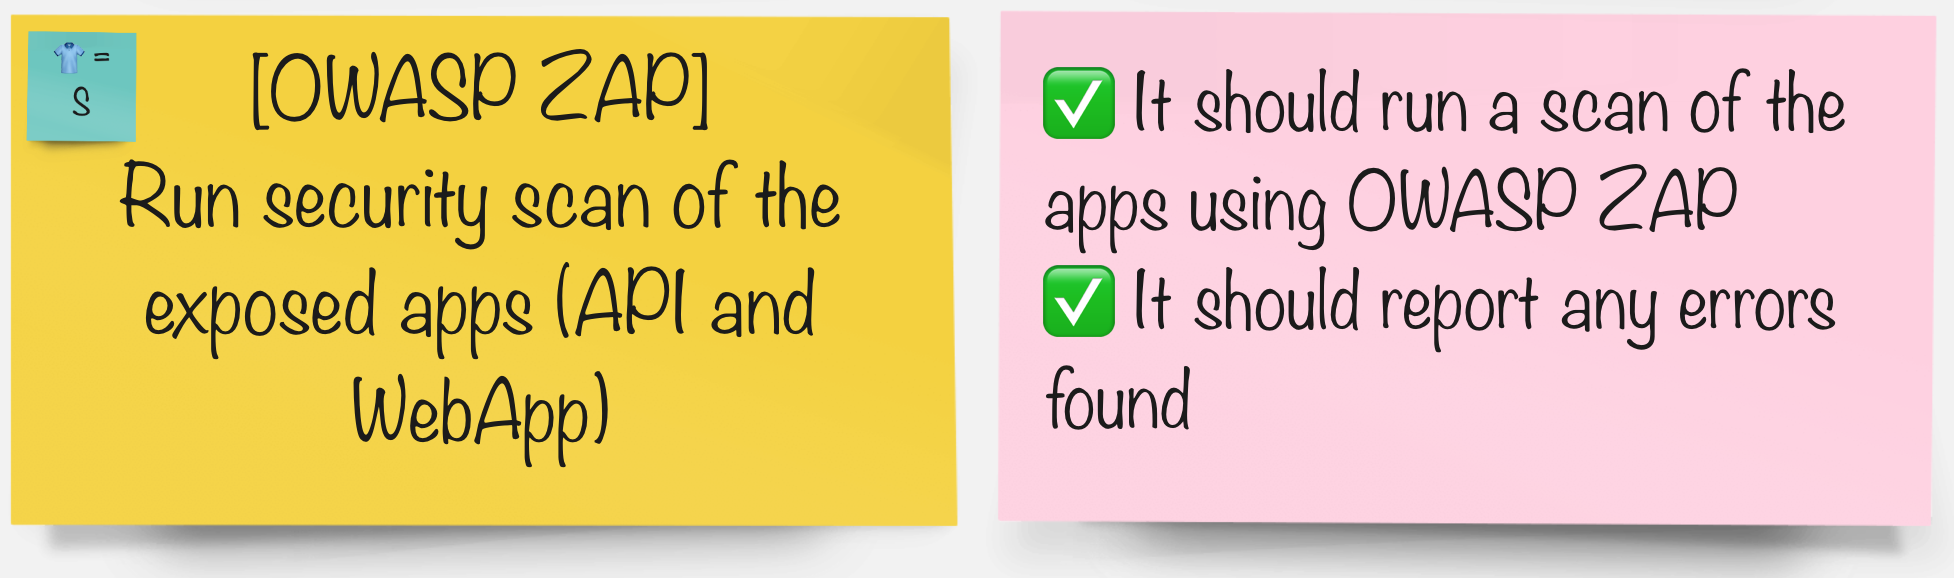 👕 =
S
[OWASP ZAP]
Run security scan of the
exposed apps (API and
WebApp)
✅ It should run a scan of the
apps using OWASP ZAP
✅ It should report any errors
found